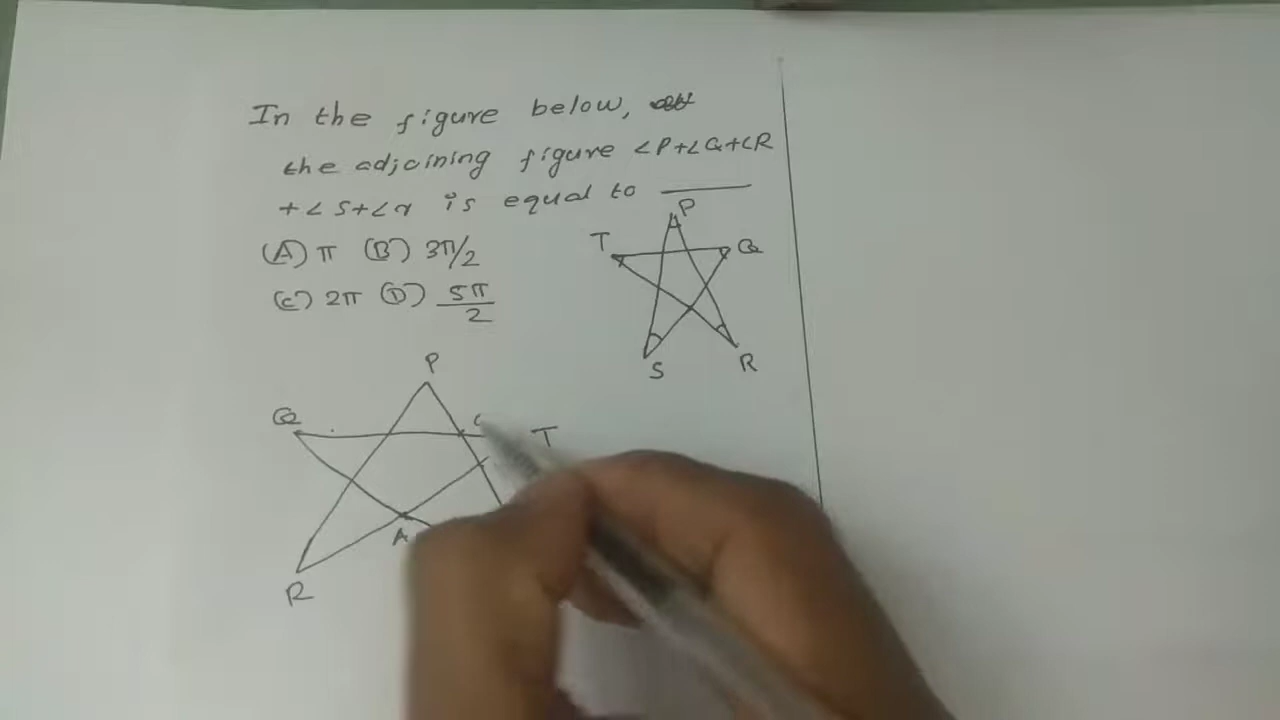 In the figure below,
the adjoining figure ∠P+∠Q+∠R
+∠S+∠T is equal to ____
(A) π (B) 3π/2
(C) 2π (D) 5π/2
P
T
Q
S
R
P
Q
T
A
R